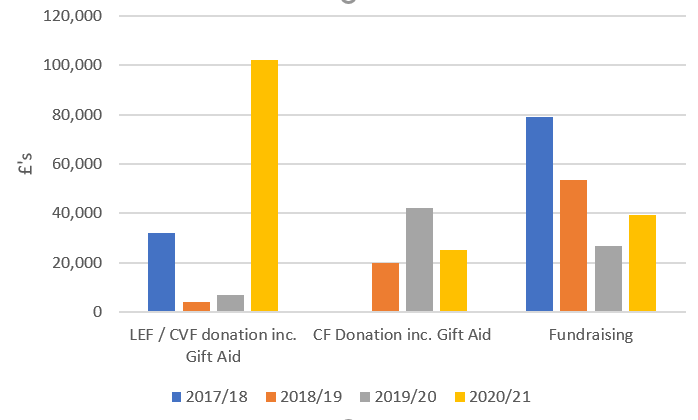 120,000
100,000
80,000
60,000
40,000
20,000
0
£'s
LEF / CVF donation inc.
Gift Aid
CF Donation inc. Gift Aid
Fundraising
2017/18 2018/19 2019/20 2020/21